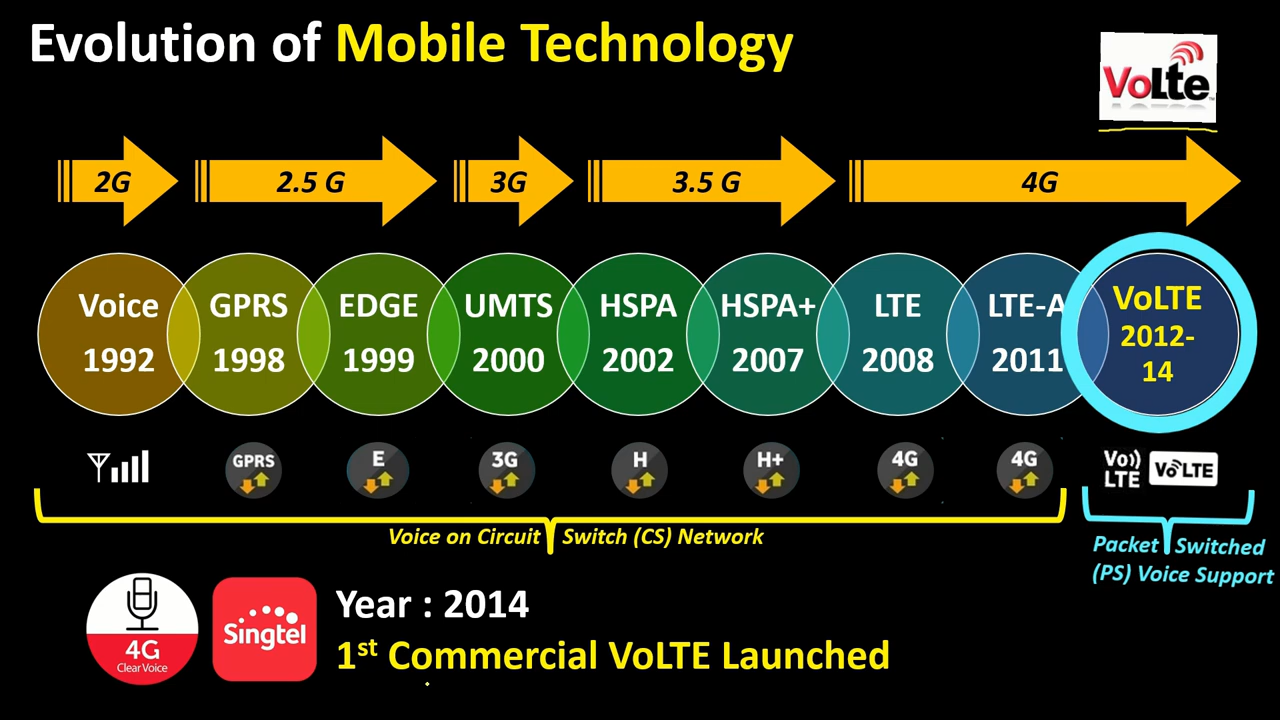 Evolution of Mobile Technology
VoLte
2G
2.5 G
3G
3.5 G
4G
Voice
1992
GPRS
1998
EDGE
1999
UMTS
2000
HSPA
2002
HSPA+
2007
LTE
2008
LTE-A
2011
VoLTE
2012-
14
GPRS
E
3G
H
H+
4G
4G
Vo))
LTE
VoLTE
Voice on Circuit Switch (CS) Network
Packet Switched
(PS) Voice Support
4G
Clear Voice
Singtel
Year : 2014
1st Commercial VoLTE Launched